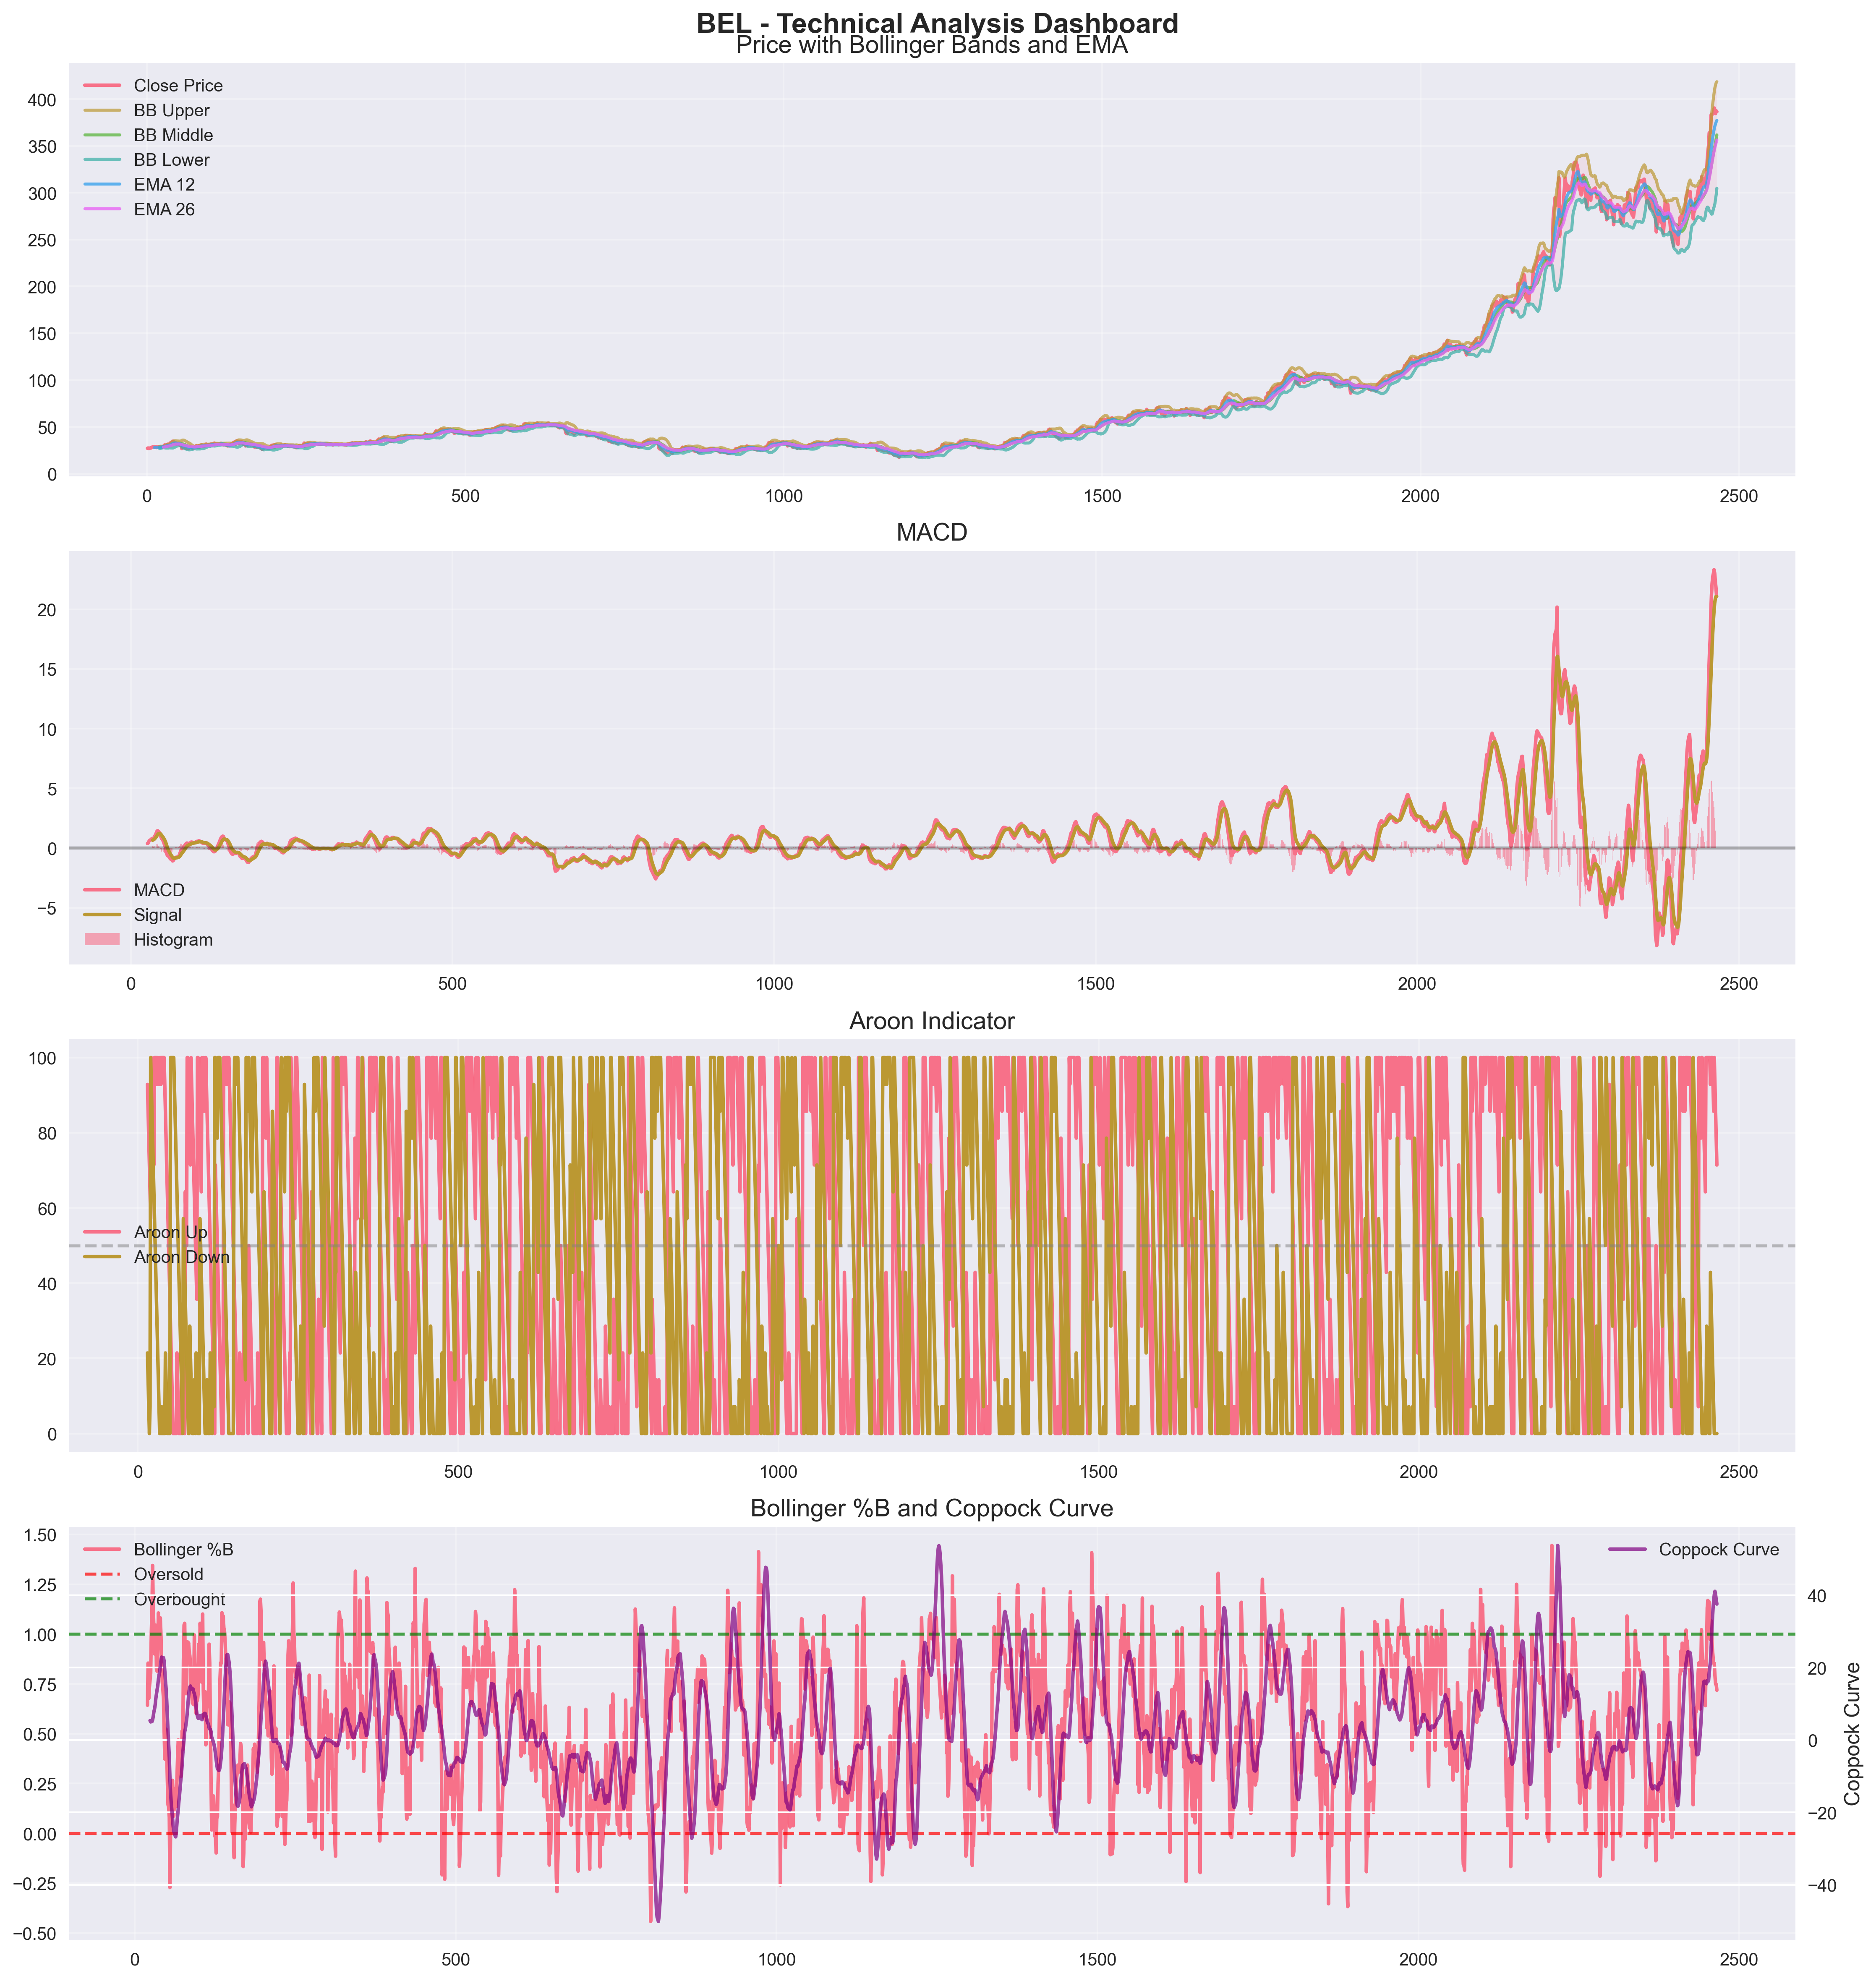 BEL - Technical Analysis Dashboard
Price with Bollinger Bands and EMA
Close Price
BB Upper
BB Middle
BB Lower
EMA 12
EMA 26
400
350
300
250
200
150
100
50
0
0 500 1000 1500 2000 2500
MACD
20
15
10
5
0
−5
MACD
Signal
Histogram
0 500 1000 1500 2000 2500
Aroon Indicator
100
80
60
40
20
0
Aroon Up
Aroon Down
0 500 1000 1500 2000 2500
Bollinger %B and Coppock Curve
1.50
1.25
1.00
0.75
0.50
0.25
0.00
−0.25
−0.50
Bollinger %B
Oversold
Overbought
Coppock Curve
40
20
0
−20
−40
Coppock Curve
0 500 1000 1500 2000 2500